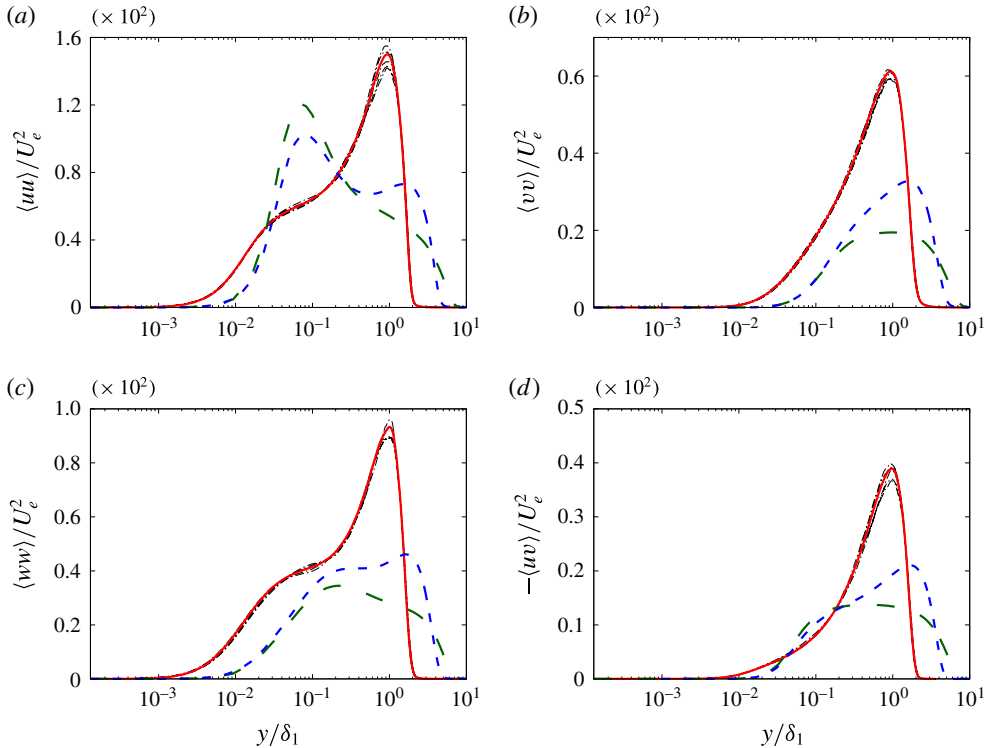 (a) (× 10²) (b) (× 10²)
1.6
1.2
0.8
0.4
0
⟨uu⟩/Uₑ²
10⁻³ 10⁻² 10⁻¹ 10⁰ 10¹
0.6
0.4
0.2
0
⟨vv⟩/Uₑ²
10⁻³ 10⁻² 10⁻¹ 10⁰ 10¹
(c) (× 10²) (d) (× 10²)
1.0
0.8
0.6
0.4
0.2
0
⟨ww⟩/Uₑ²
10⁻³ 10⁻² 10⁻¹ 10⁰ 10¹
y/δ₁
0.5
0.4
0.3
0.2
0.1
0
−⟨uv⟩/Uₑ²
10⁻³ 10⁻² 10⁻¹ 10⁰ 10¹
y/δ₁